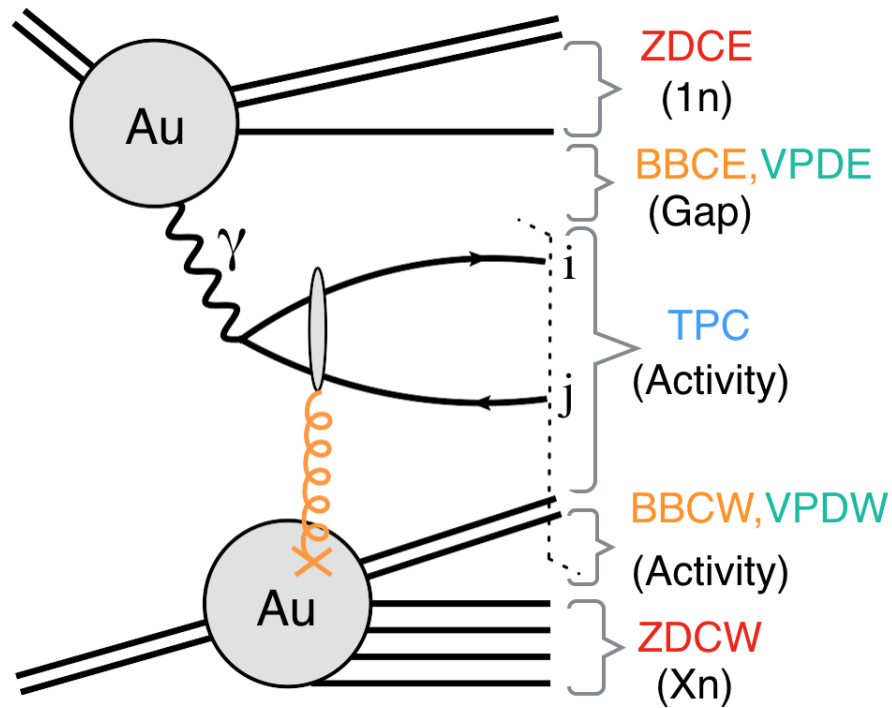 Au
ZDCE
(1n)
BBCE,VPDE
(Gap)
γ
i
TPC
(Activity)
j
BBCW,VPDW
(Activity)
Au
ZDCW
(Xn)